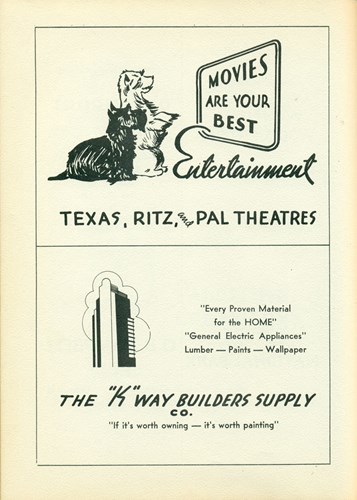 MOVIES
ARE YOUR
BEST
Entertainment
TEXAS, RITZ, and PAL THEATRES
"Every Proven Material
for the HOME"
"General Electric Appliances"
Lumber — Paints — Wallpaper
THE "K" WAY BUILDERS SUPPLY
CO.
"If it's worth owning — it's worth painting"